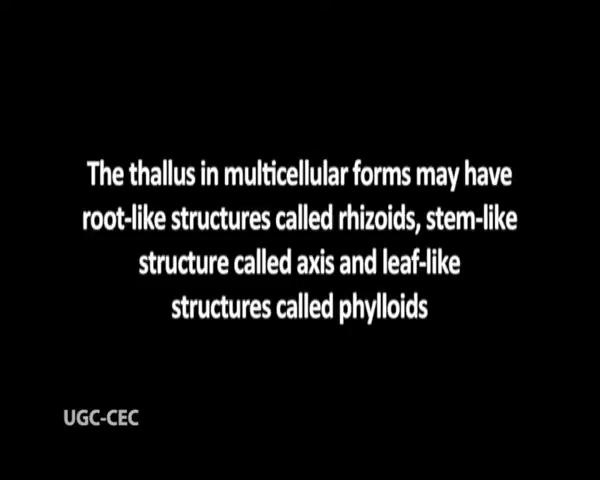 The thallus in multicellular forms may have
root-like structures called rhizoids, stem-like
structure called axis and leaf-like
structures called phylloids
UGC-CEC